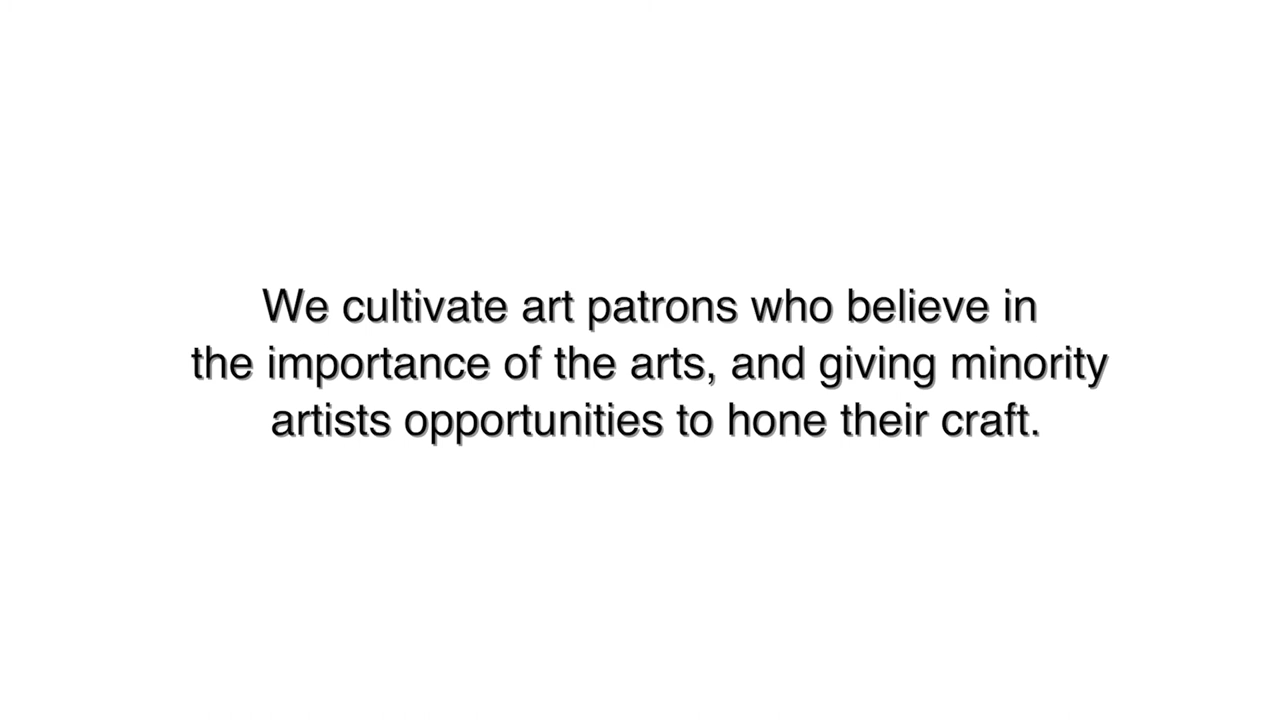 We cultivate art patrons who believe in
the importance of the arts, and giving minority
artists opportunities to hone their craft.